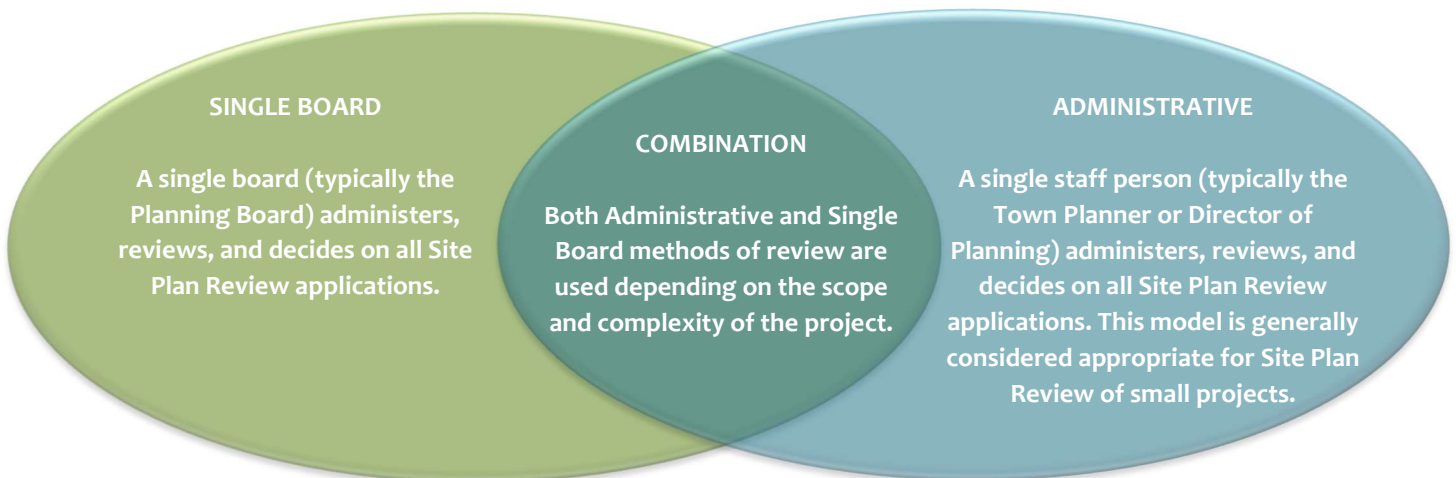 SINGLE BOARD
A single board (typically the
Planning Board) administers,
reviews, and decides on all Site
Plan Review applications.
COMBINATION
Both Administrative and Single
Board methods of review are
used depending on the scope
and complexity of the project.
ADMINISTRATIVE
A single staff person (typically the
Town Planner or Director of
Planning) administers, reviews, and
decides on all Site Plan Review
applications. This model is generally
considered appropriate for Site Plan
Review of small projects.